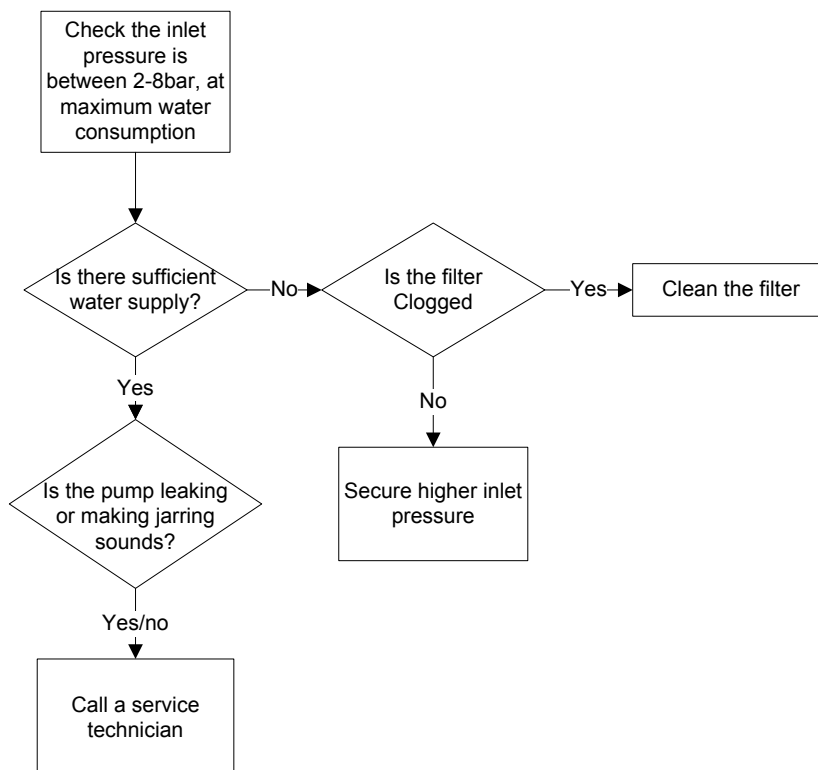 Check the inlet
pressure is
between 2-8bar, at
maximum water
consumption
Is there sufficient
water supply?
No
Is the filter
Clogged
Yes
Clean the filter
Yes
No
Is the pump leaking
or making jarring
sounds?
Secure higher inlet
pressure
Yes/no
Call a service
technician